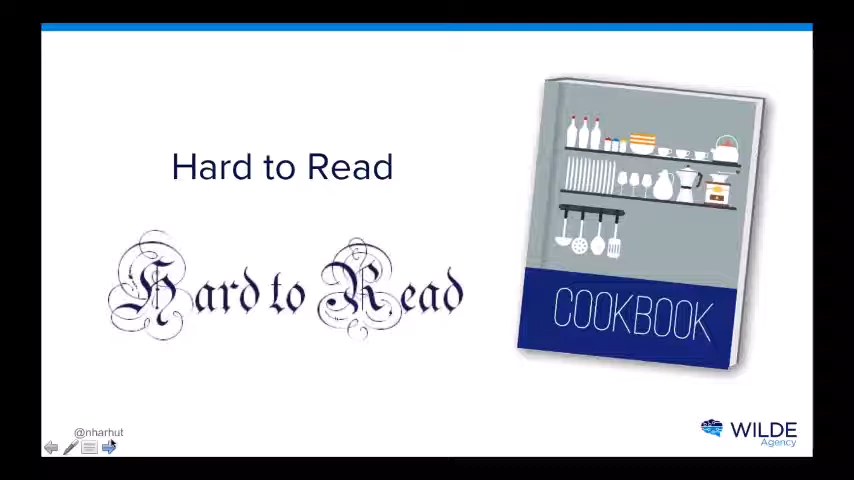 Hard to Read
Hard to Read
COOKBOOK
@nharhut
WILDE
Agency